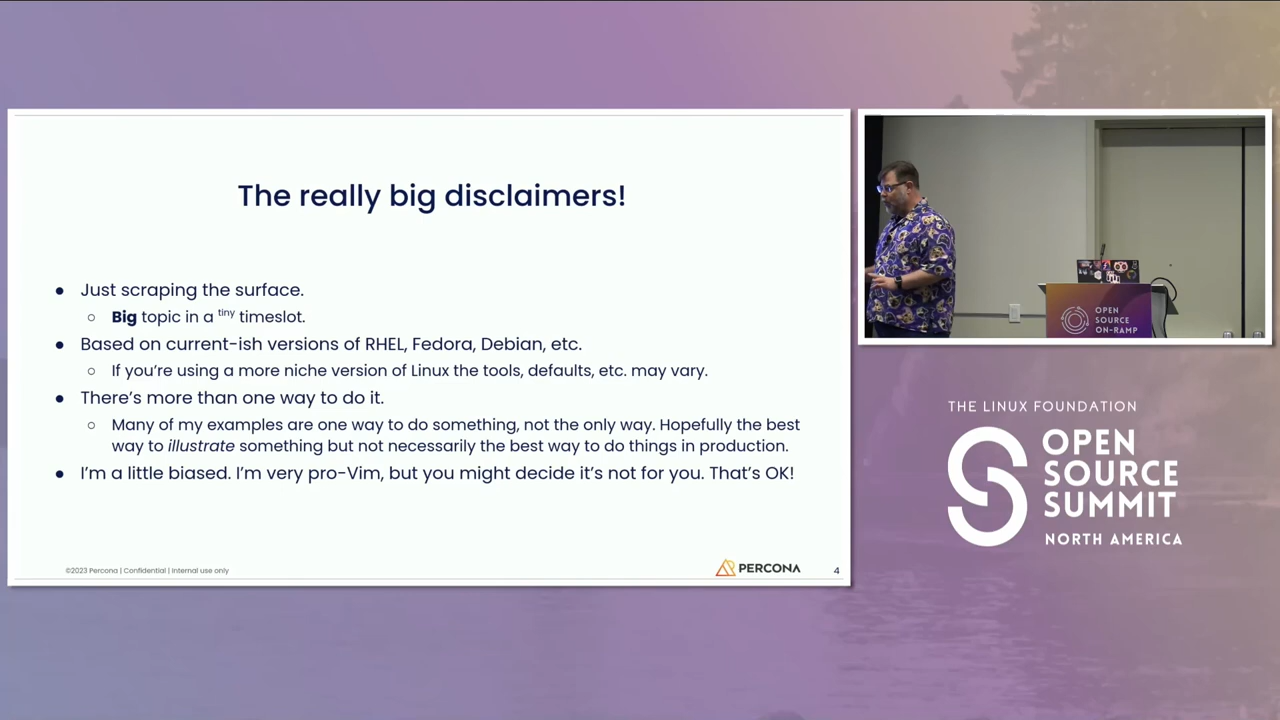 The really big disclaimers!
● Just scraping the surface.
○ Big topic in a tiny timeslot.
● Based on current-ish versions of RHEL, Fedora, Debian, etc.
○ If you’re using a more niche version of Linux the tools, defaults, etc. may vary.
● There’s more than one way to do it.
○ Many of my examples are one way to do something, not the only way. Hopefully the best
way to illustrate something but not necessarily the best way to do things in production.
● I’m a little biased. I’m very pro-Vim, but you might decide it’s not for you. That’s OK!
©2023 Percona | Confidential | Internal use only
PERCONA
4
OPEN
SOURCE
ON-RAMP
THE LINUX FOUNDATION
OPEN
SOURCE
SUMMIT
NORTH AMERICA